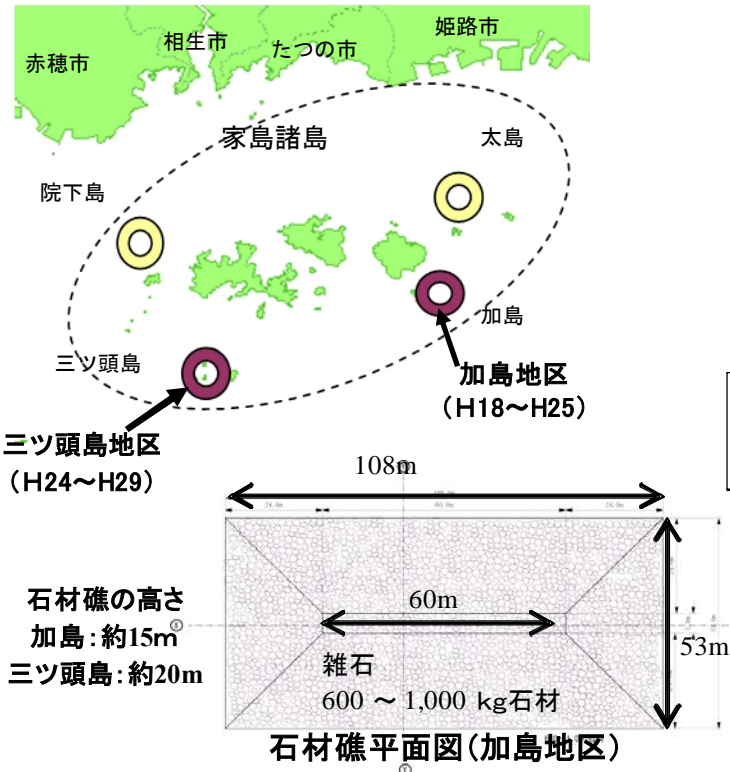 姫路市
相生市
たつの市
赤穂市
家島諸島
太島
院下島
加島
三ツ頭島
加島地区
(H18～H25)
三ツ頭島地区
(H24～H29)
108m
石材礁の高さ
加島:約15m
三ツ頭島:約20m
60m
53m
雑石
600 ～ 1,000 kg石材
石材礁平面図(加島地区)